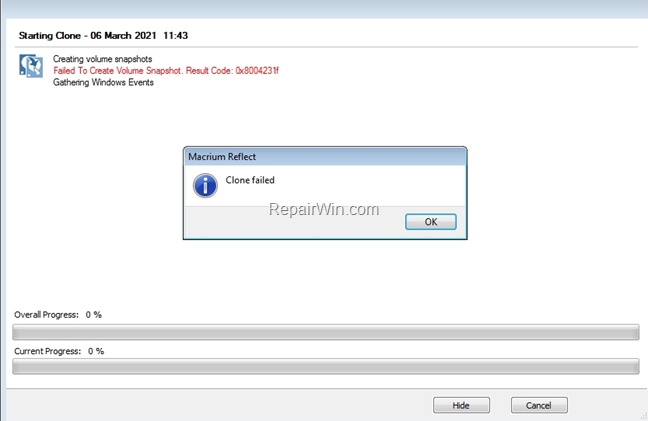 Starting Clone - 06 March 2021  11:43
Creating volume snapshots
Failed To Create Volume Snapshot. Result Code: 0x8004231f
Gathering Windows Events
Macrium Reflect
Clone failed
RepairWin.com
OK
Overall Progress:  0 %
Current Progress:  0 %
Hide
Cancel